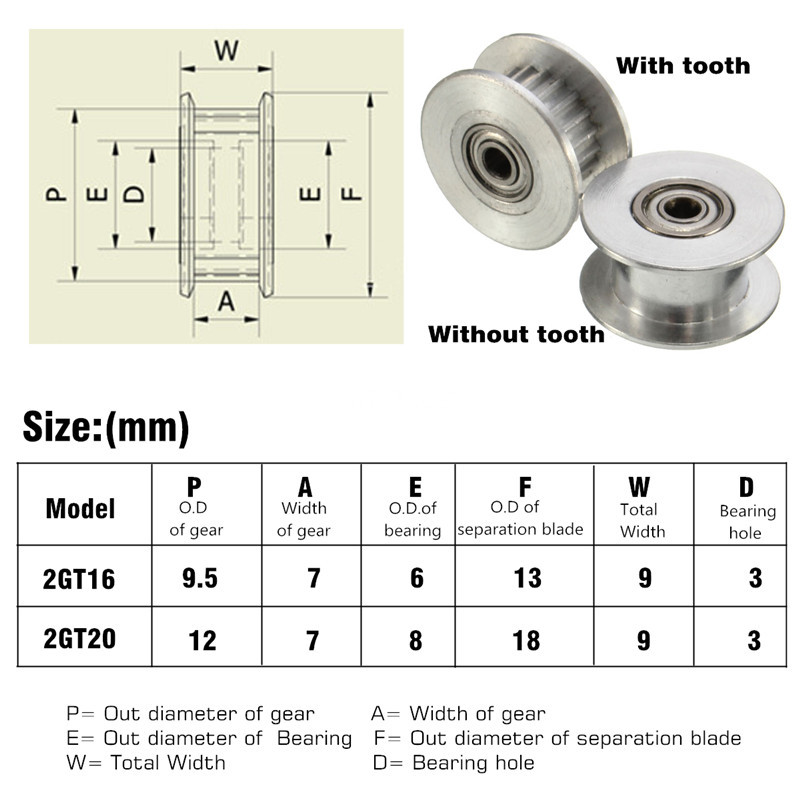 W
P E D E F
A
With tooth
Without tooth
Size:(mm)
Model P O.D of gear A Width of gear E O.D.of bearing F O.D of separation blade W Total Width D Bearing hole
2GT16 9.5 7 6 13 9 3
2GT20 12 7 8 18 9 3
P= Out diameter of gear A= Width of gear
E= Out diameter of Bearing F= Out diameter of separation blade
W= Total Width D= Bearing hole